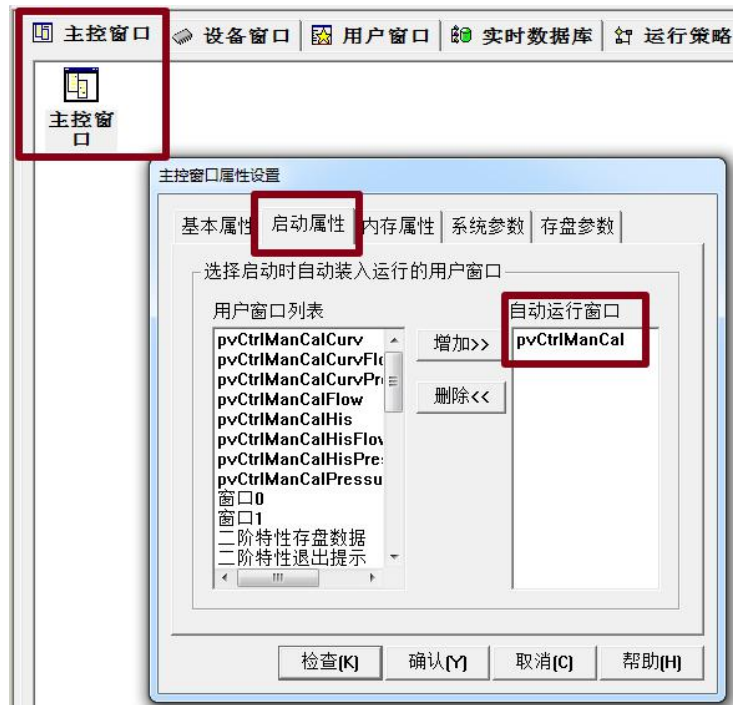 主控窗口 设备窗口 用户窗口 实时数据库 运行策略
主控窗
口
主控窗口属性设置
基本属性 启动属性 内存属性 系统参数 存盘参数
选择启动时自动装入运行的用户窗口
用户窗口列表 自动运行窗口
pvCtrlManCalCurv 增加>> pvCtrlManCal
pvCtrlManCalCurvFlo
pvCtrlManCalCurvPre
pvCtrlManCalFlow 删除<<
pvCtrlManCalHis
pvCtrlManCalHisFlow
pvCtrlManCalHisPres
pvCtrlManCalPressu
窗口0
窗口1
二阶特性存盘数据
二阶特性退出提示
检查(K) 确认(Y) 取消(C) 帮助(H)